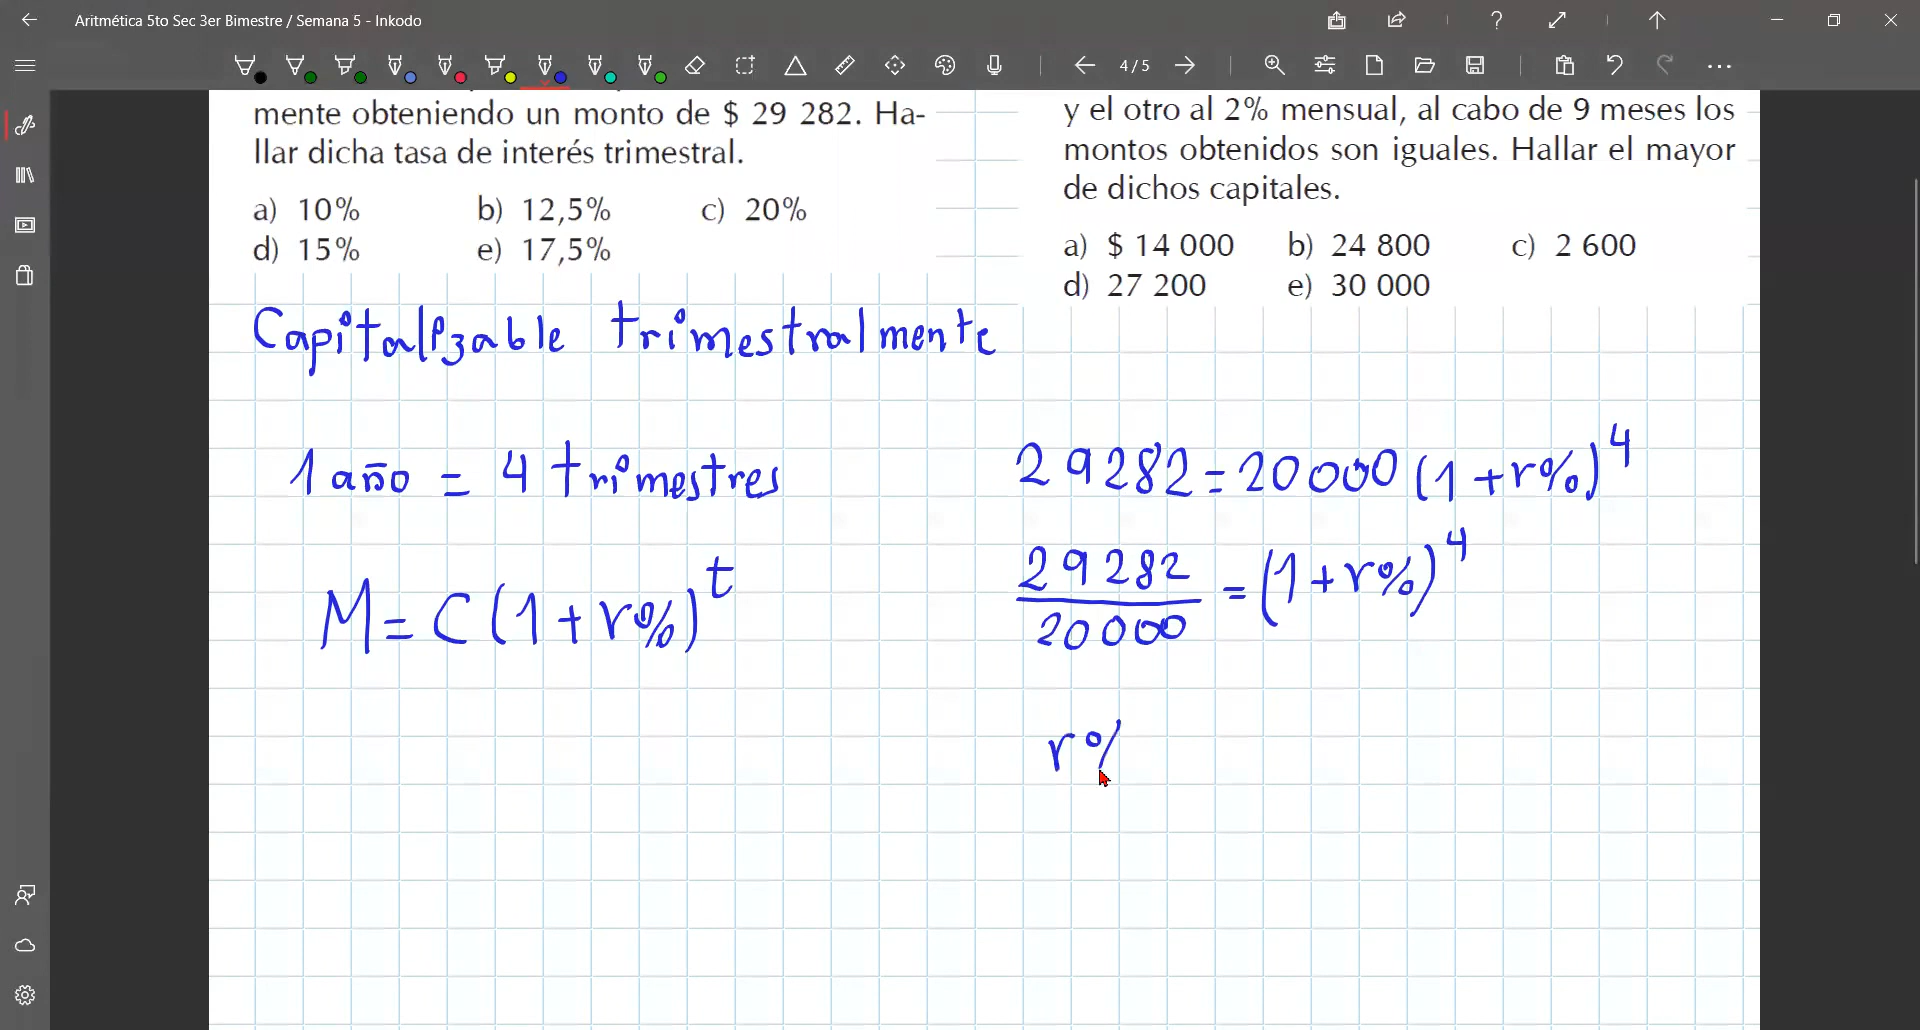 Aritmética 5to Sec 3er Bimestre / Semana 5 - Inkodo
4 / 5
mente obteniendo un monto de $ 29 282. Ha-
llar dicha tasa de interés trimestral.
a) 10% b) 12,5% c) 20%
d) 15% e) 17,5%
Capitalizable trimestralmente
1 año = 4 trimestres
M = C (1 + r%)^t
y el otro al 2% mensual, al cabo de 9 meses los
montos obtenidos son iguales. Hallar el mayor
de dichos capitales.
a) $ 14 000 b) 24 800 c) 2 600
d) 27 200 e) 30 000
29282 = 20000 (1 + r%)^4
29282/20000 = (1 + r%)^4
r%